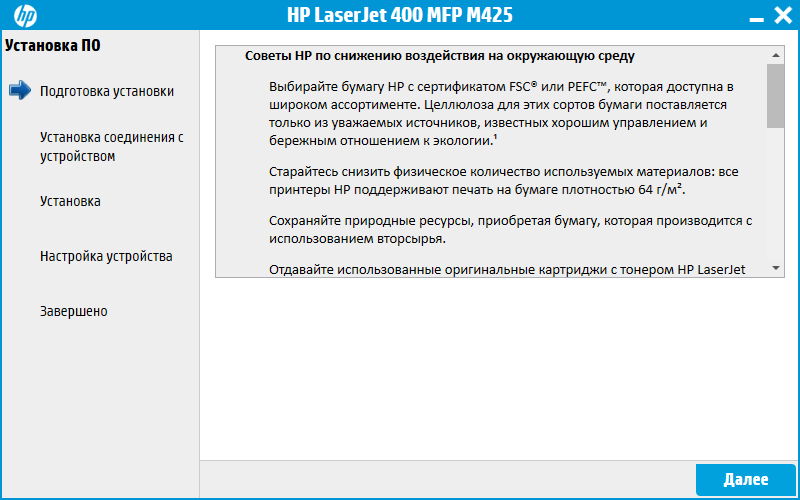 hp
HP LaserJet 400 MFP M425
Установка ПО
Подготовка установки
Установка соединения с
устройством
Установка
Настройка устройства
Завершено
Советы HP по снижению воздействия на окружающую среду
Выбирайте бумагу HP с сертификатом FSC® или PEFC™, которая доступна в
широком ассортименте. Целлюлоза для этих сортов бумаги поставляется
только из уважаемых источников, известных хорошим управлением и
бережным отношением к экологии.¹
Старайтесь снизить физическое количество используемых материалов: все
принтеры HP поддерживают печать на бумаге плотностью 64 г/м².
Сохраняйте природные ресурсы, приобретая бумагу, которая производится с
использованием вторсырья.
Отдавайте использованные оригинальные картриджи с тонером HP LaserJet
Далее